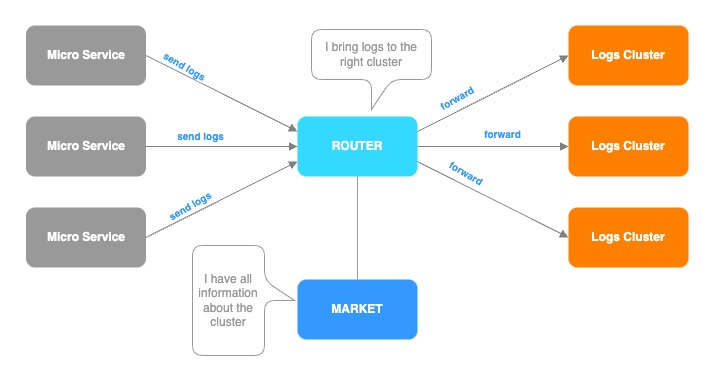 Micro Service
send logs
I bring logs to the
right cluster
forward
Logs Cluster
Micro Service
send logs
ROUTER
forward
Logs Cluster
Micro Service
send logs
forward
Logs Cluster
I have all
information
about the
cluster
MARKET